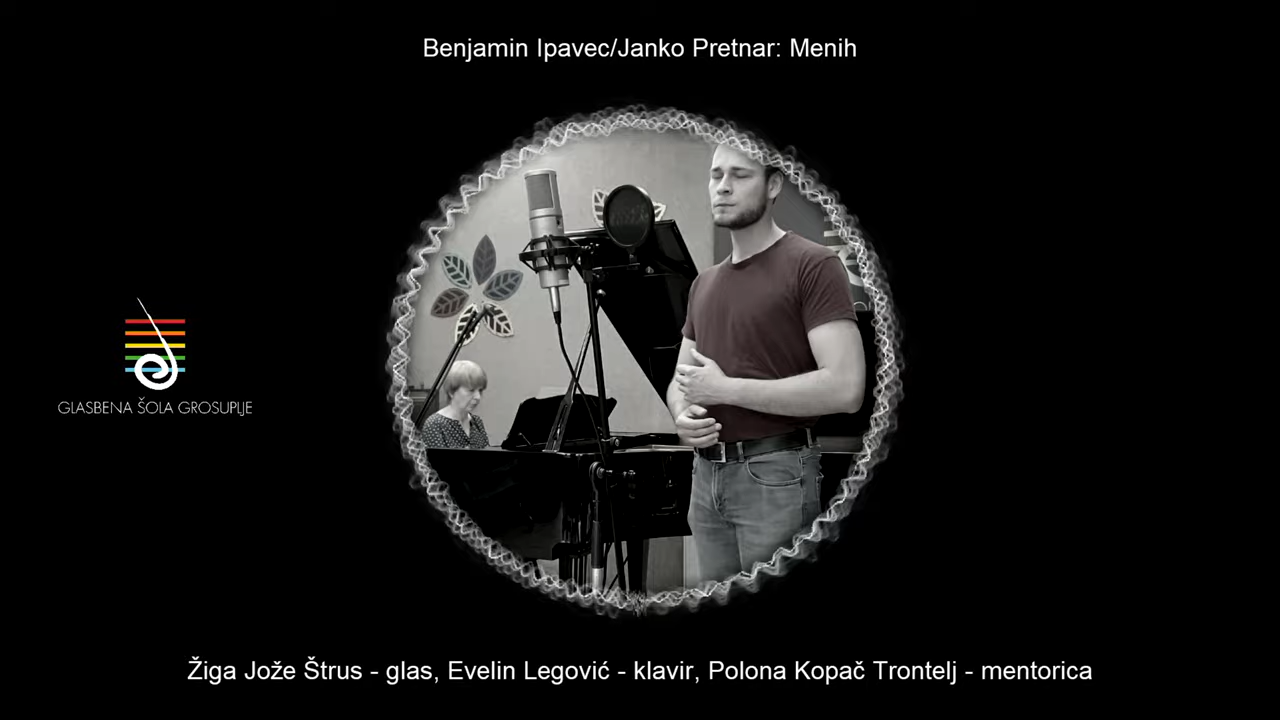 Benjamin Ipavec/Janko Pretnar: Menih
GLASBENA ŠOLA GROSUPLJE
Žiga Jože Štrus - glas, Evelin Legović - klavir, Polona Kopač Trontelj - mentorica